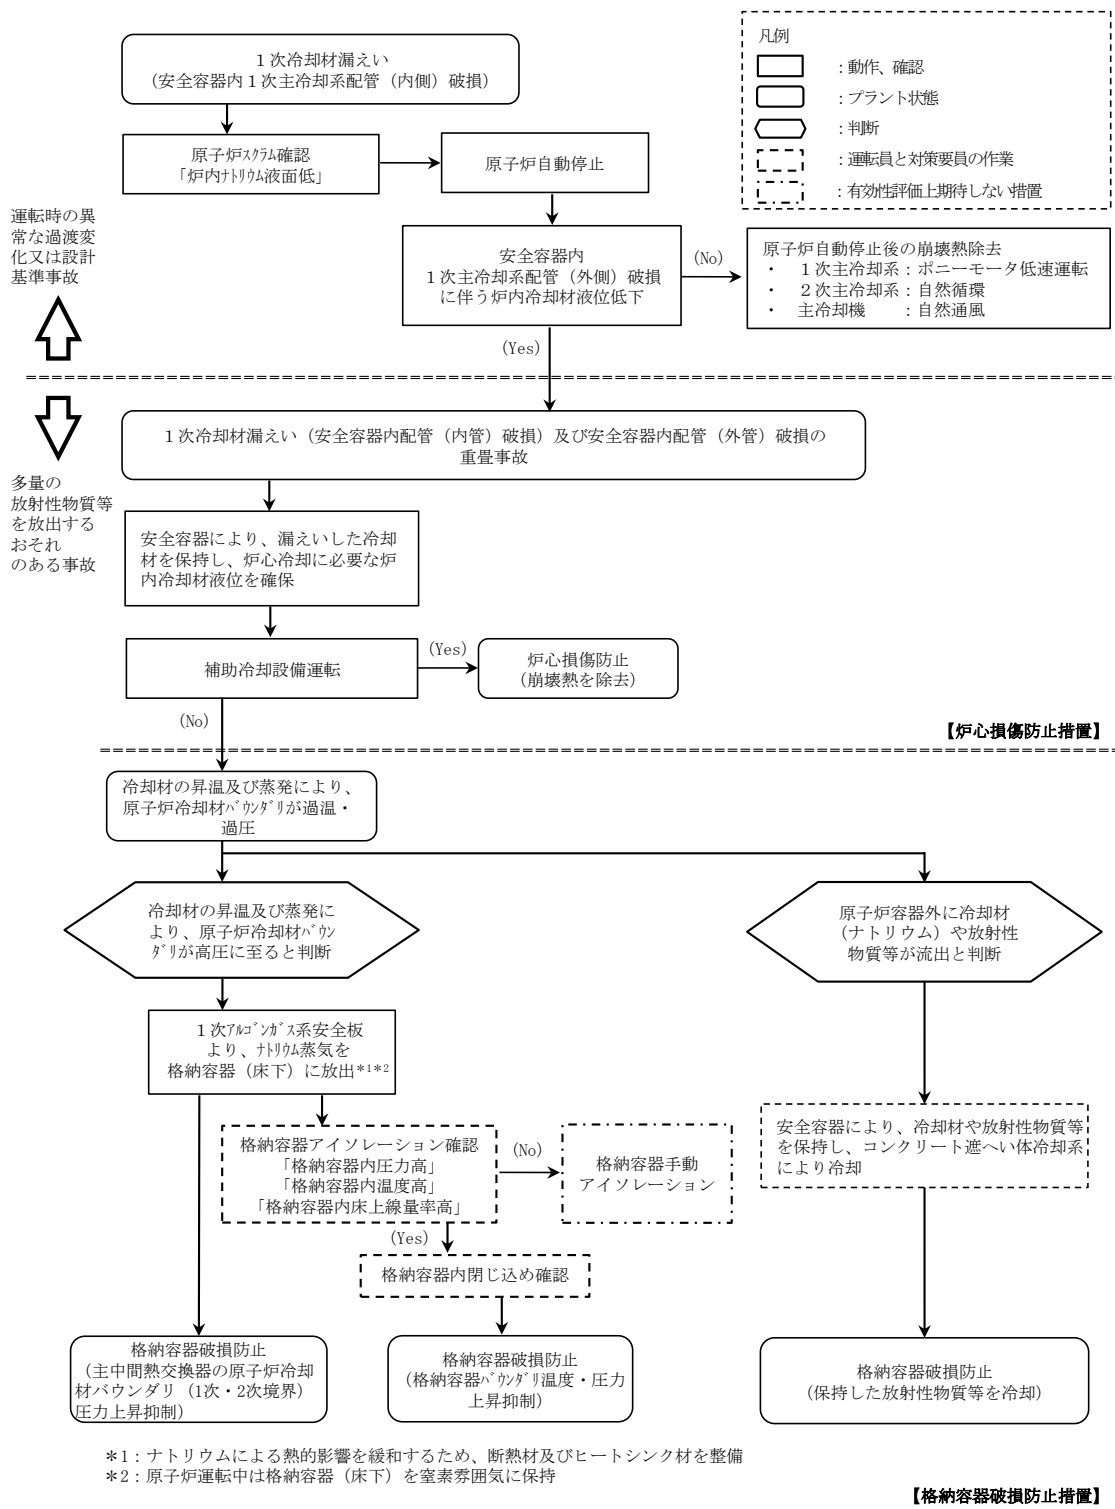 凡例
：動作、確認
：プラント状態
：判断
：運転員と対策要員の作業
：有効性評価上期待しない措置
１次冷却材漏えい
（安全容器内１次主冷却系配管（内側）破損）
原子炉ｽｸﾗﾑ確認
「炉内ﾅﾄﾘｳﾑ液面低」
原子炉自動停止
運転時の異
常な過渡変
化又は設計
基準事故
安全容器内
１次主冷却系配管（外側）破損
に伴う炉内冷却材液位低下
(No)
原子炉自動停止後の崩壊熱除去
・　１次主冷却系：ポニーモータ低速運転
・　２次主冷却系：自然循環
・　主冷却機　　：自然通風
(Yes)
多量の
放射性物質等
を放出する
おそれ
のある事故
１次冷却材漏えい（安全容器内配管（内管）破損）及び安全容器内配管（外管）破損の
重畳事故
安全容器により、漏えいした冷却
材を保持し、炉心冷却に必要な炉
内冷却材液位を確保
補助冷却設備運転
(Yes)
炉心損傷防止
（崩壊熱を除去）
(No)
【炉心損傷防止措置】
冷却材の昇温及び蒸発により、
原子炉冷却材ﾊﾞｳﾝﾀﾞﾘが過温・
過圧
冷却材の昇温及び蒸発に
より、原子炉冷却材ﾊﾞｳﾝ
ﾀﾞﾘが高圧に至ると判断
原子炉容器外に冷却材
（ナトリウム）や放射性
物質等が流出と判断
１次ｱﾙｺﾞﾝｶﾞｽ系安全板
より、ﾅﾄﾘｳﾑ蒸気を
格納容器（床下）に放出*1*2
格納容器アイソレーション確認
「格納容器内圧力高」
「格納容器内温度高」
「格納容器内床上線量率高」
(No)
格納容器手動
アイソレーション
安全容器により、冷却材や放射性物質等
を保持し、コンクリート遮へい体冷却系
により冷却
(Yes)
格納容器内閉じ込め確認
格納容器破損防止
（主中間熱交換器の原子炉冷却
材バウンダリ（1次・2次境界）
圧力上昇抑制）
格納容器破損防止
（格納容器ﾊﾞｳﾝﾀﾞﾘ温度・圧力
上昇抑制）
格納容器破損防止
（保持した放射性物質等を冷却）
＊1：ナトリウムによる熱的影響を緩和するため、断熱材及びヒートシンク材を整備
＊2：原子炉運転中は格納容器（床下）を窒素雰囲気に保持
【格納容器破損防止措置】